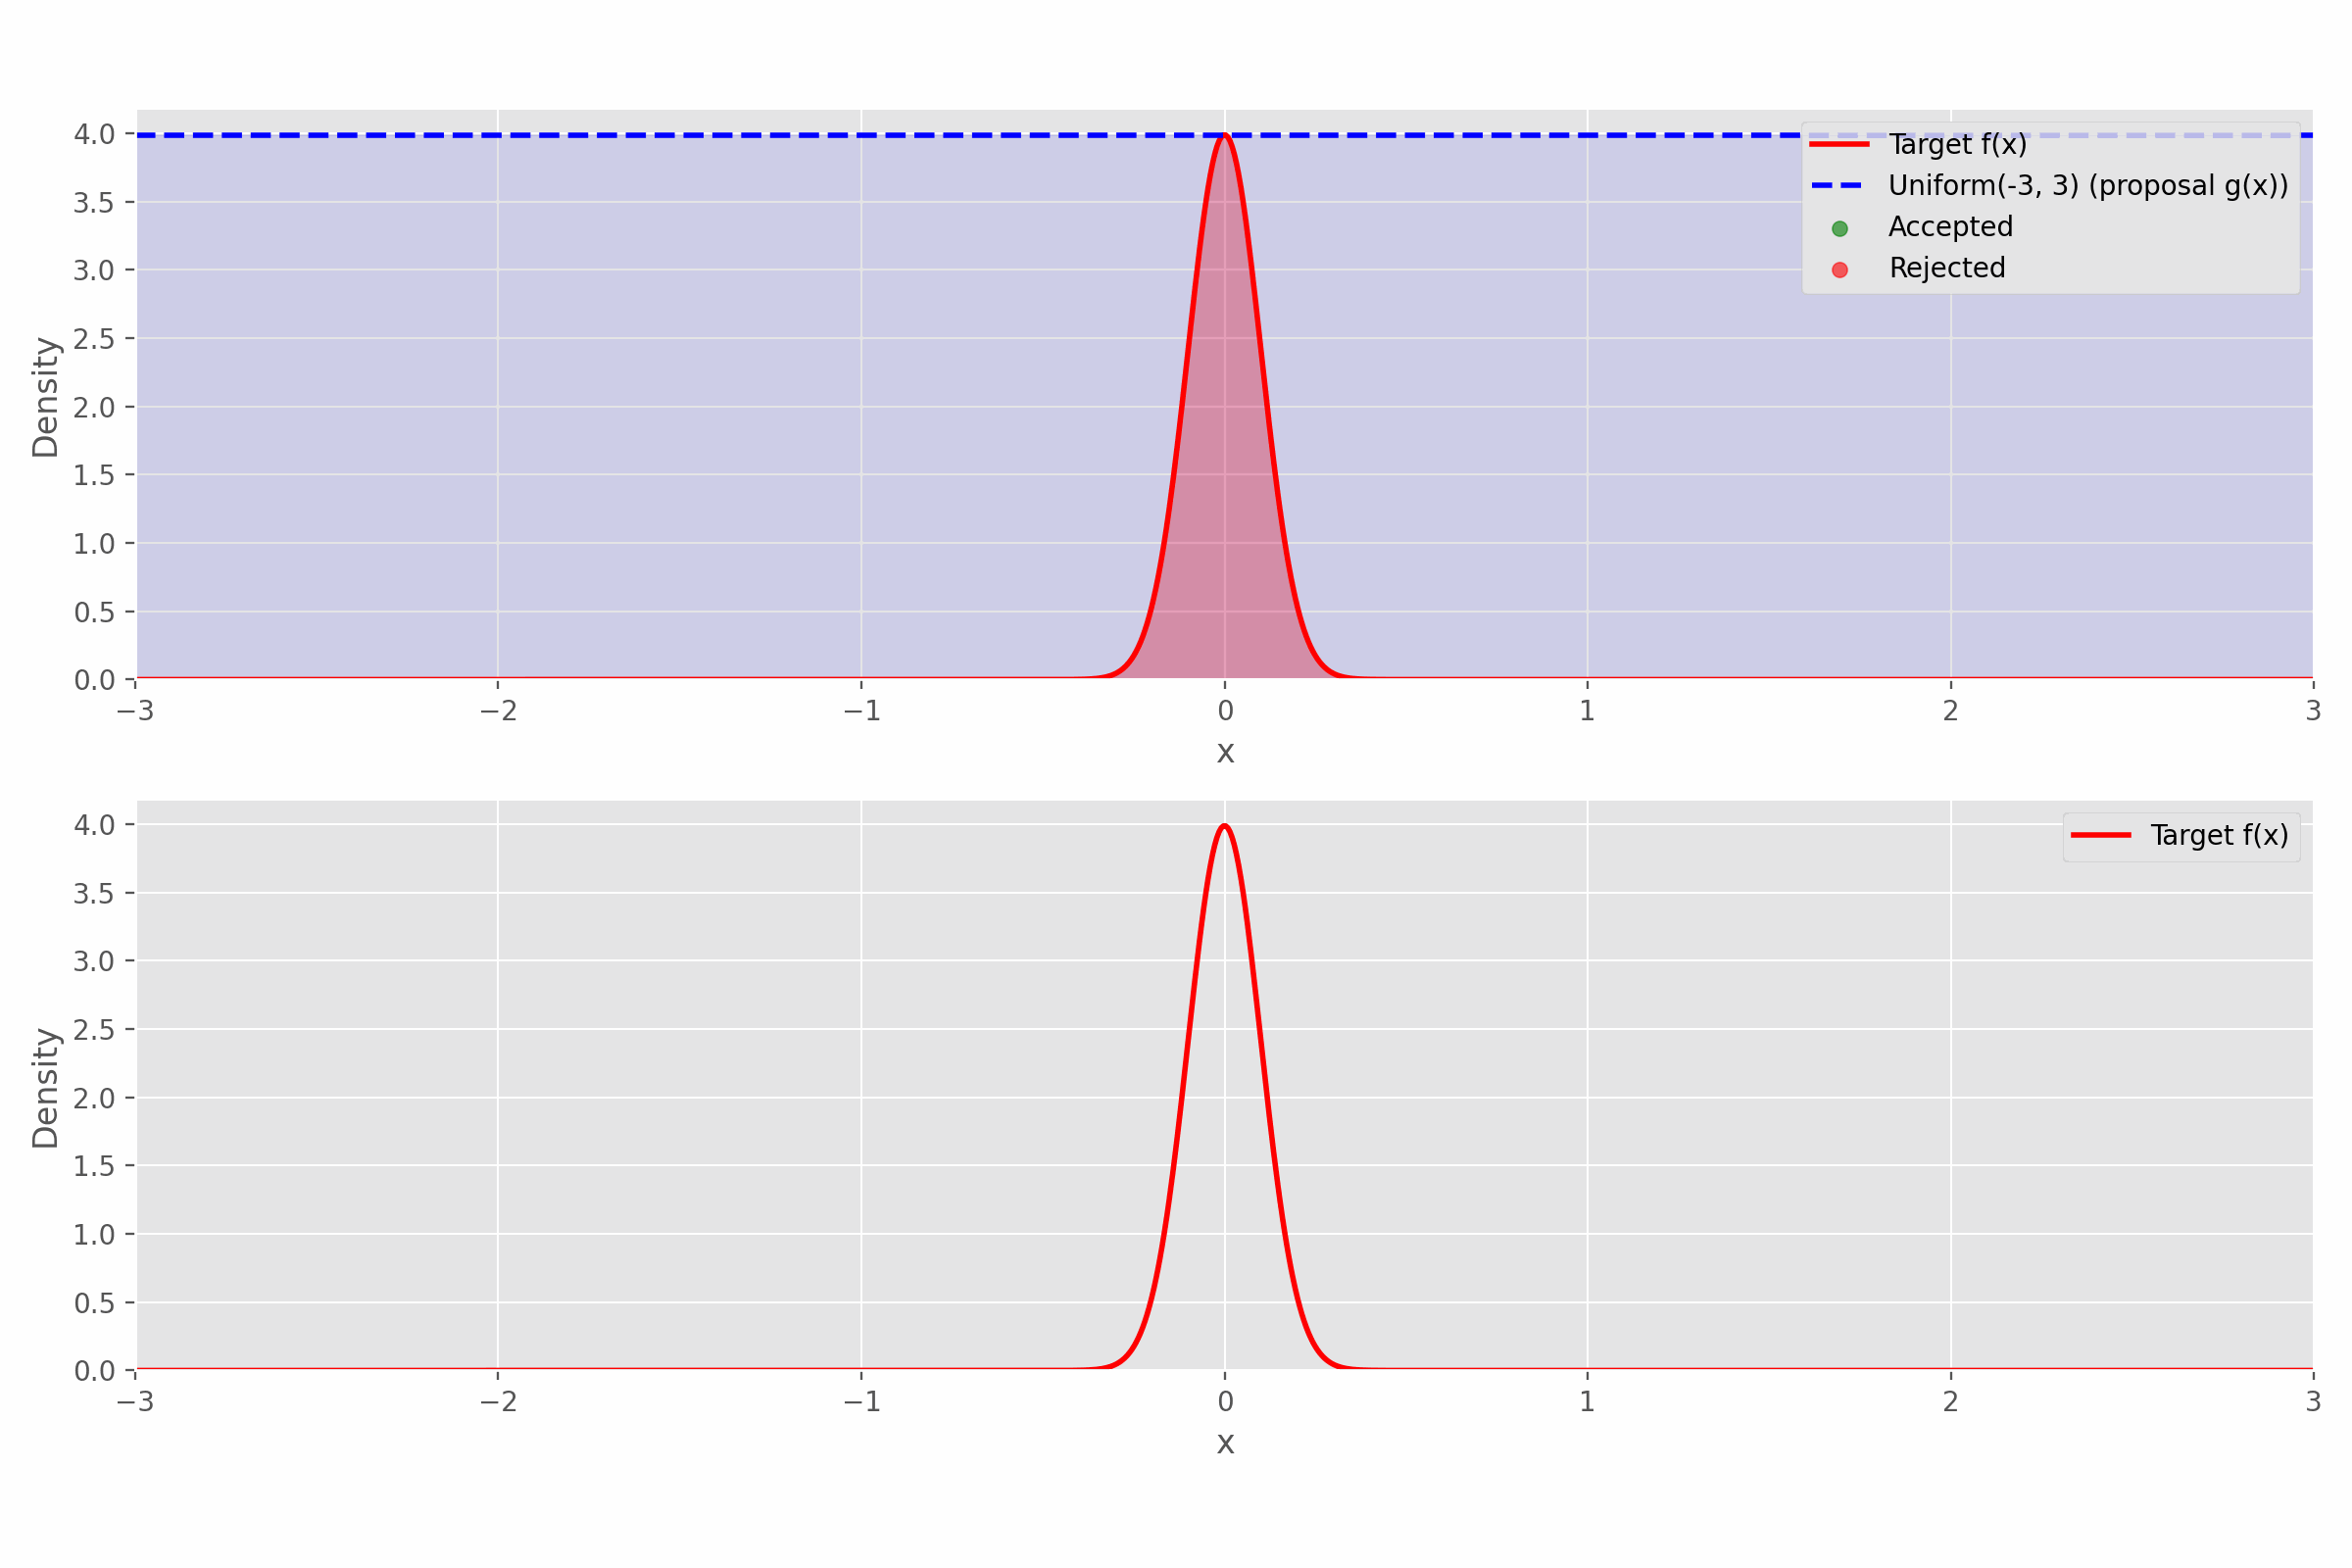 4.0
3.5
3.0
2.5
2.0
1.5
1.0
0.5
0.0
Density
Target f(x)
Uniform(-3, 3) (proposal g(x))
Accepted
Rejected
−3 −2 −1 0 1 2 3
x
4.0
3.5
3.0
2.5
2.0
1.5
1.0
0.5
0.0
Density
Target f(x)
−3 −2 −1 0 1 2 3
x